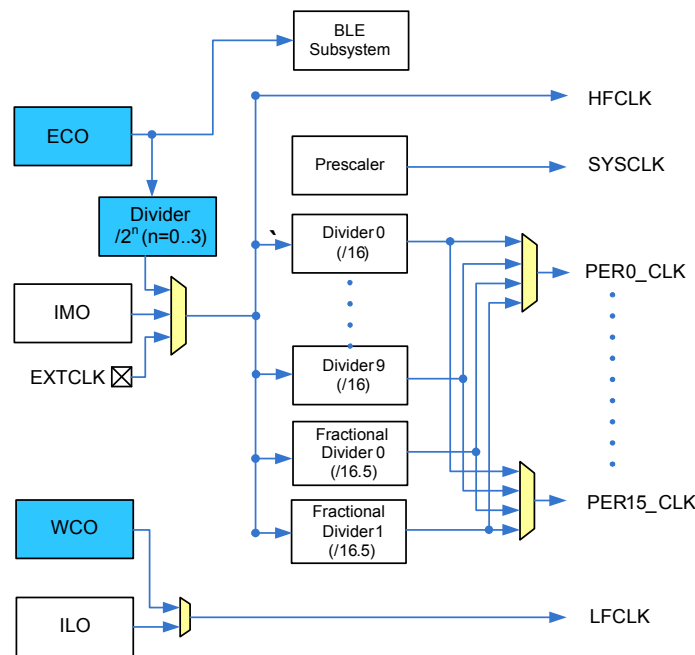 BLE
Subsystem
HFCLK
ECO
Prescaler
SYSCLK
Divider
/2ⁿ (n=0..3)
`
Divider 0
(/16)
PER0_CLK
IMO
EXTCLK
Divider 9
(/16)
Fractional
Divider 0
(/16.5)
PER15_CLK
WCO
Fractional
Divider 1
(/16.5)
ILO
LFCLK